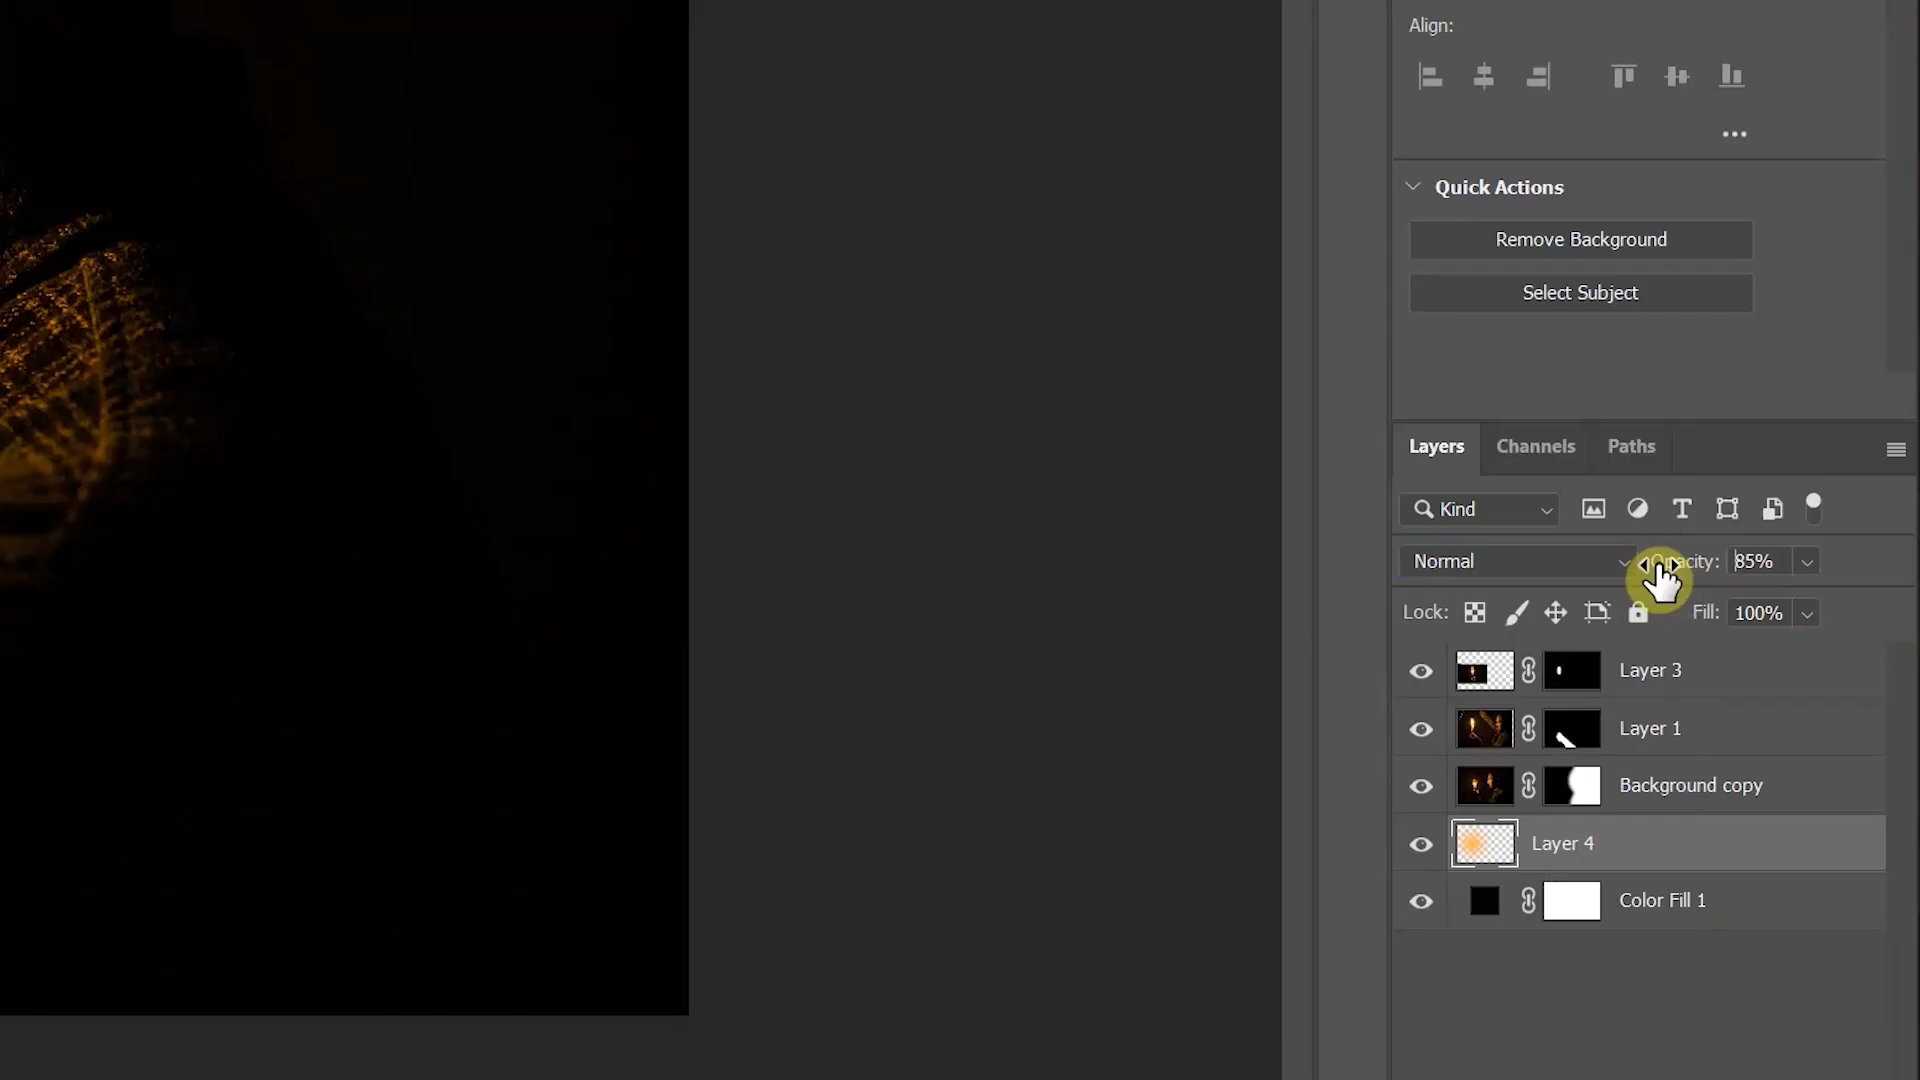 Align:
Quick Actions
Remove Background
Select Subject
Layers Channels Paths
Kind
Normal Opacity: 85%
Lock: Fill: 100%
Layer 3
Layer 1
Background copy
Layer 4
Color Fill 1